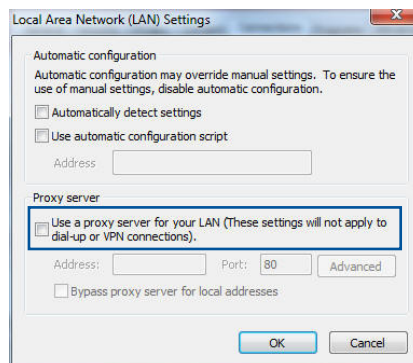 Local Area Network (LAN) Settings
Automatic configuration
Automatic configuration may override manual settings. To ensure the
use of manual settings, disable automatic configuration.
Automatically detect settings
Use automatic configuration script
Address
Proxy server
Use a proxy server for your LAN (These settings will not apply to
dial-up or VPN connections).
Address: Port: 80 Advanced
Bypass proxy server for local addresses
OK Cancel